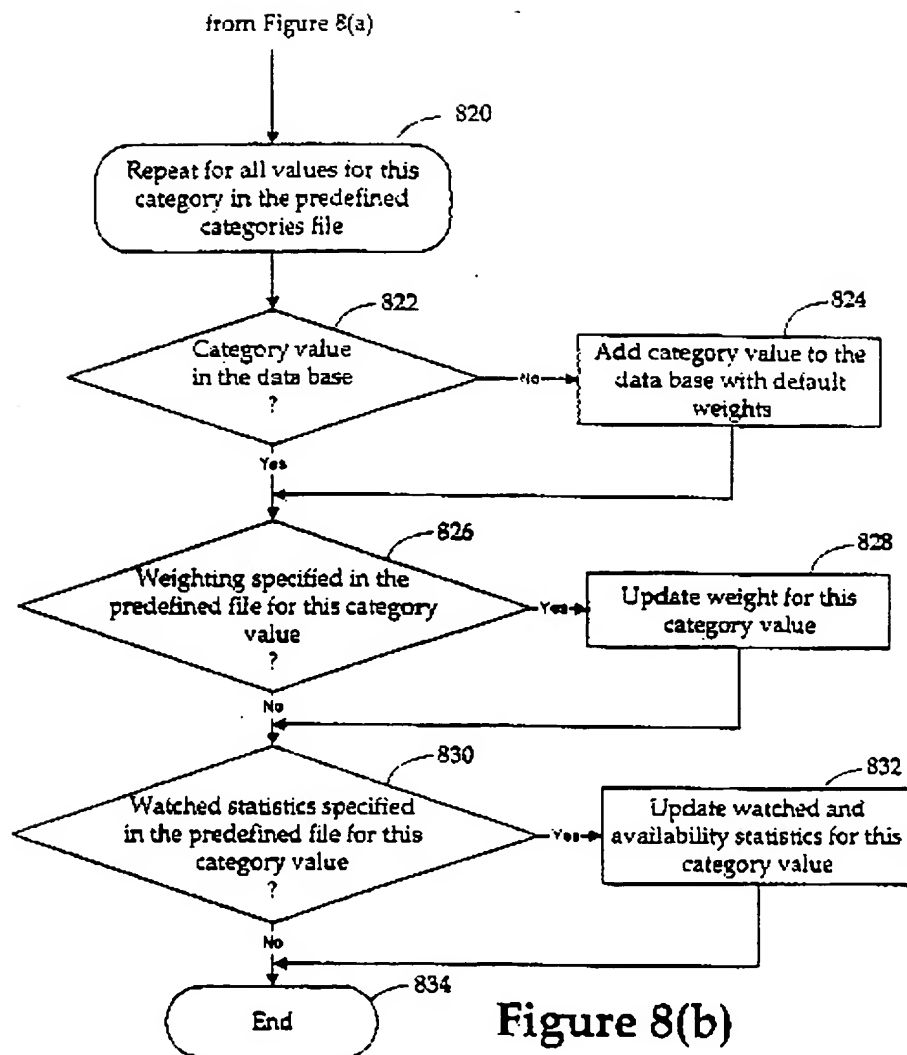 from Figure 8(a)
820
Repeat for all values for this
category in the predefined
categories file
822
Category value
in the data base
?
No
824
Add category value to the
data base with default
weights
Yes
826
Weighting specified in the
predefined file for this category
value
?
Yes
828
Update weight for this
category value
No
830
Watched statistics specified
in the predefined file for this
category value
?
Yes
832
Update watched and
availability statistics for this
category value
No
834
End
Figure 8(b)